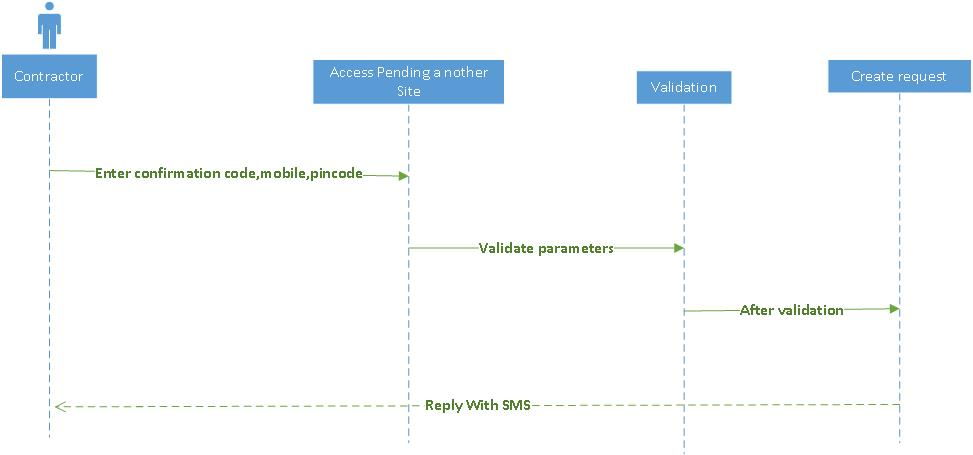 Contractor
Access Pending a nother
Site
Validation
Create request
Enter confirmation code,mobile,pincode
Validate parameters
After validation
Reply With SMS